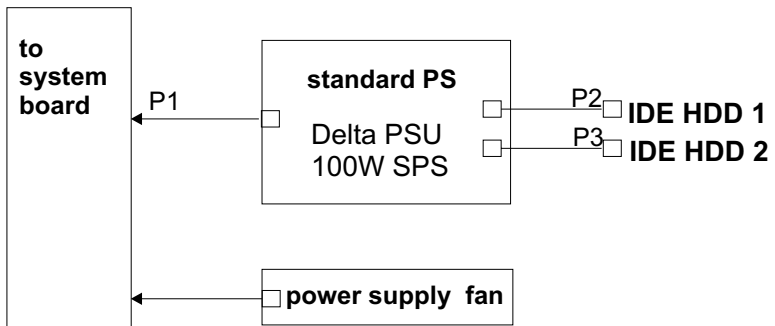 to
system
board
P1
standard PS
Delta PSU
100W SPS
P2
IDE HDD 1
P3
IDE HDD 2
power supply fan